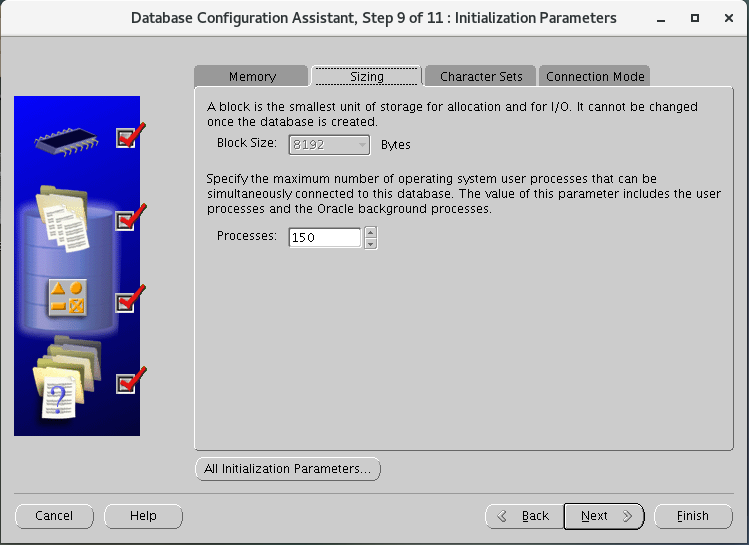 Database Configuration Assistant, Step 9 of 11 : Initialization Parameters
Memory
Sizing
Character Sets
Connection Mode
A block is the smallest unit of storage for allocation and for I/O. It cannot be changed
once the database is created.
Block Size: 8192 Bytes
Specify the maximum number of operating system user processes that can be
simultaneously connected to this database. The value of this parameter includes the user
processes and the Oracle background processes.
Processes: 150
?
All Initialization Parameters...
Cancel
Help
Back
Next
Finish